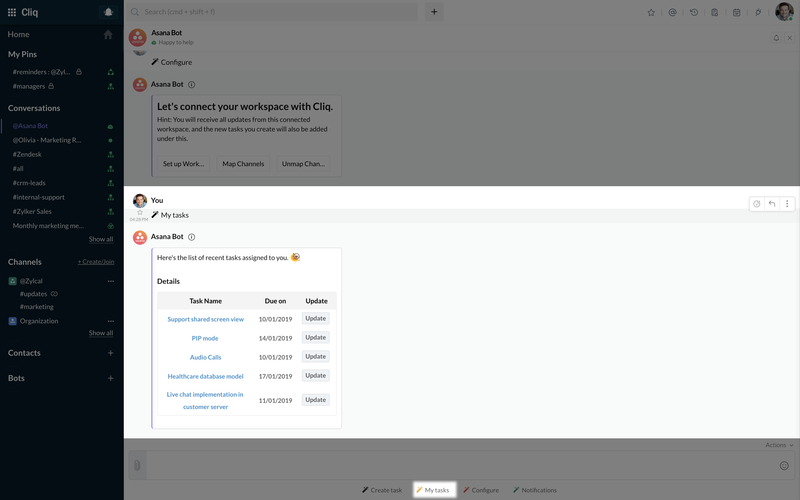 Cliq
Search (cmd + shift + f)
+
Home
My Pins
#reminders : @Zyl...
#managers
Conversations
@Asana Bot
@Olivia - Marketing R...
#Zendesk
#all
#crm-leads
#internal-support
#Zylker Sales
Monthly marketing me...
Show all
Channels
+ Create/Join
@Zylcal
#updates
#marketing
Organization
Show all
Contacts
+
Bots
+
Asana Bot
Happy to help
Configure
Asana Bot
Let's connect your workspace with Cliq.
Hint: You will receive all updates from this connected
workspace, and the new tasks you create will also be added
under this.
Set up Work...
Map Channels
Unmap Chan...
You
04:28 PM
My tasks
Asana Bot
Here's the list of recent tasks assigned to you.
Details
Task Name Due on Update
Support shared screen view 10/01/2019 Update
PIP mode 14/01/2019 Update
Audio Calls 10/01/2019 Update
Healthcare database model 17/01/2019 Update
Live chat implementation in
customer server 11/01/2019 Update
Actions
Create task
My tasks
Configure
Notifications